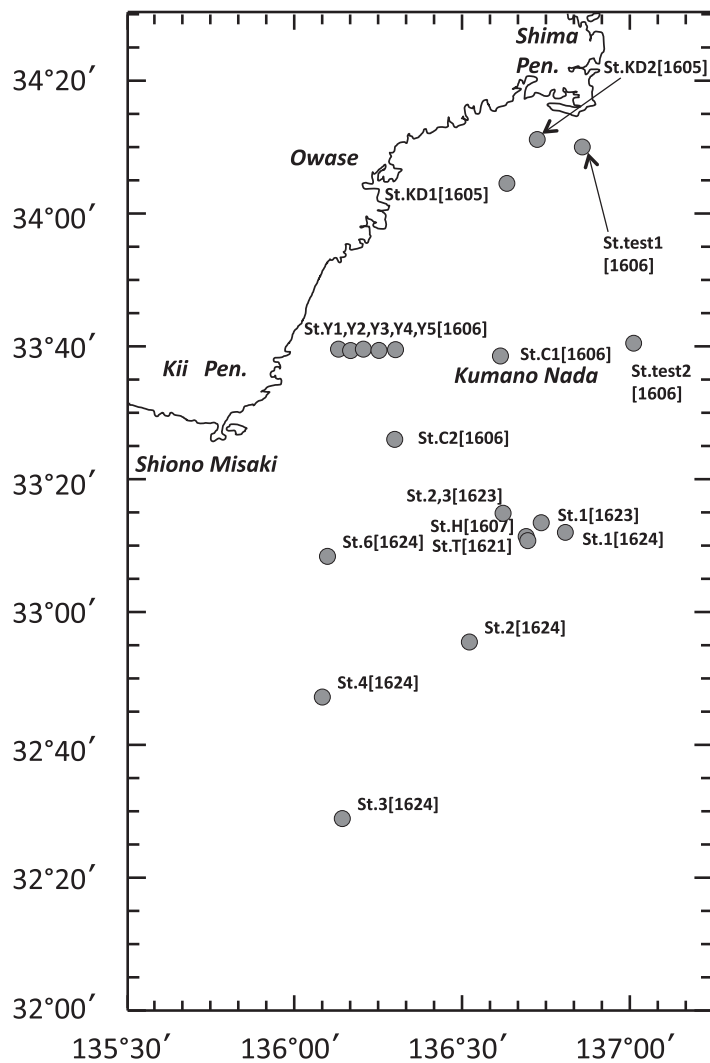 Shima
Pen.
St.KD2[1605]
34°20′
Owase
St.KD1[1605]
34°00′
St.test1
[1606]
St.Y1,Y2,Y3,Y4,Y5[1606]
33°40′
St.C1[1606]
Kii Pen.
Kumano Nada
St.test2
[1606]
St.C2[1606]
Shiono Misaki
33°20′
St.2,3[1623]
St.1[1623]
St.H[1607]
St.T[1621]
St.1[1624]
St.6[1624]
33°00′
St.2[1624]
St.4[1624]
32°40′
St.3[1624]
32°20′
32°00′
135°30′ 136°00′ 136°30′ 137°00′